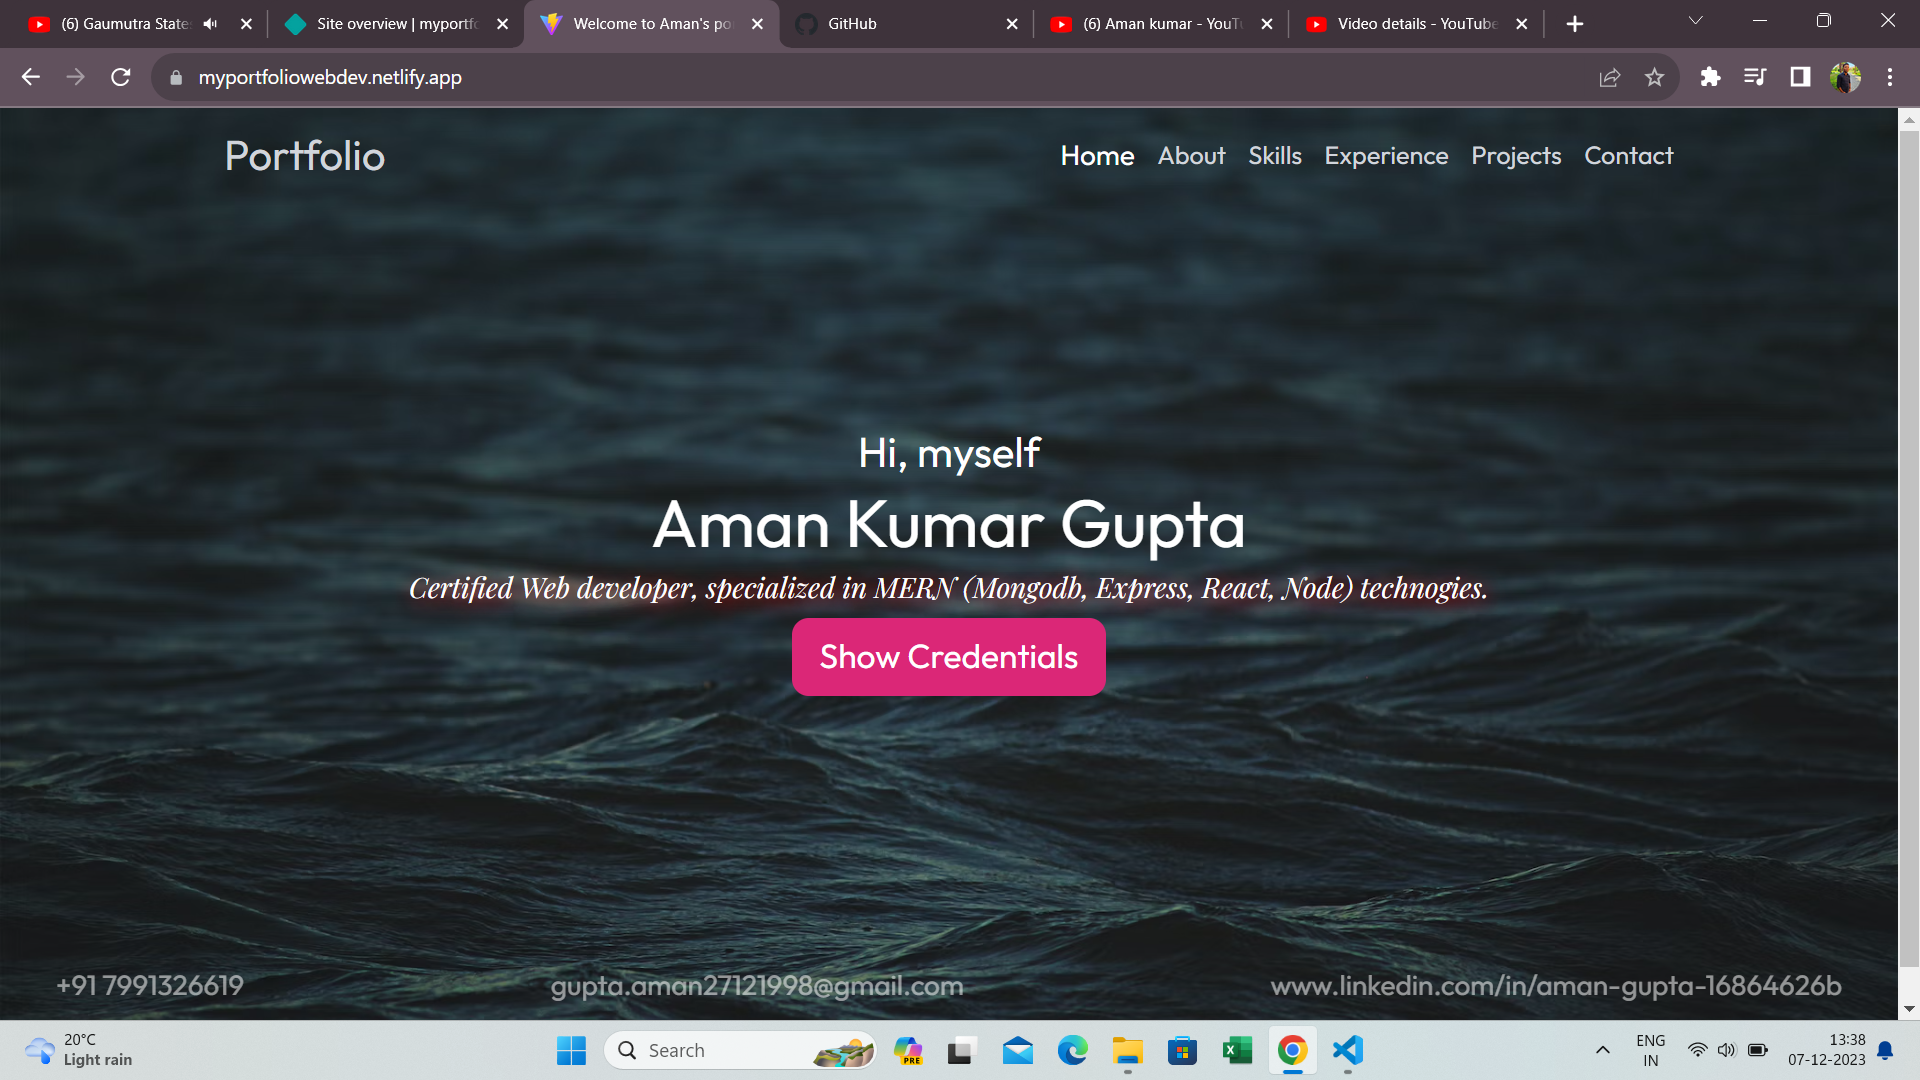 (6) Gaumutra State
Site overview | myportfo
Welcome to Aman's po
GitHub
(6) Aman kumar - YouTu
Video details - YouTube
myportfoliowebdev.netlify.app
Portfolio
Home About Skills Experience Projects Contact
Hi, myself
Aman Kumar Gupta
Certified Web developer, specialized in MERN (Mongodb, Express, React, Node) technogies.
Show Credentials
+91 7991326619
gupta.aman27121998@gmail.com
www.linkedin.com/in/aman-gupta-16864626b
20°C
Light rain
Search
PRE
ENG
IN
13:38
07-12-2023